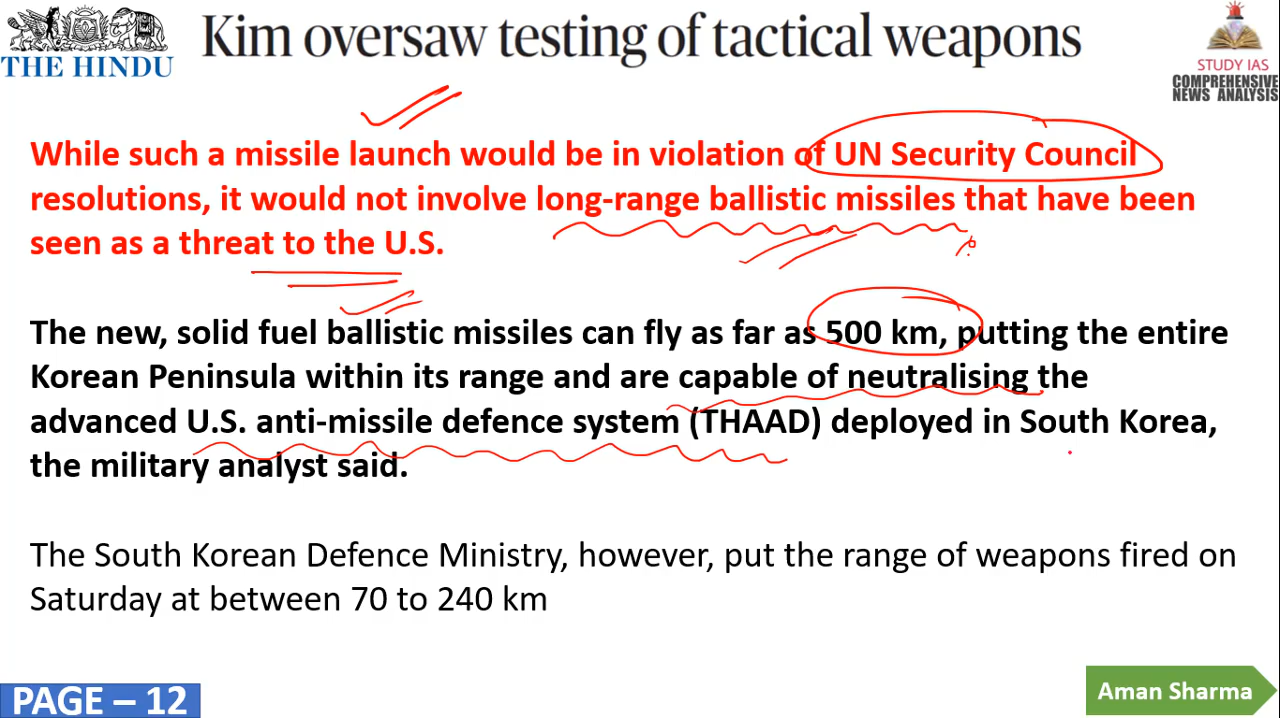 THE HINDU
Kim oversaw testing of tactical weapons
STUDY IAS
COMPREHENSIVE
NEWS ANALYSIS
While such a missile launch would be in violation of UN Security Council
resolutions, it would not involve long-range ballistic missiles that have been
seen as a threat to the U.S.
The new, solid fuel ballistic missiles can fly as far as 500 km, putting the entire
Korean Peninsula within its range and are capable of neutralising the
advanced U.S. anti-missile defence system (THAAD) deployed in South Korea,
the military analyst said.
The South Korean Defence Ministry, however, put the range of weapons fired on
Saturday at between 70 to 240 km
PAGE – 12
Aman Sharma